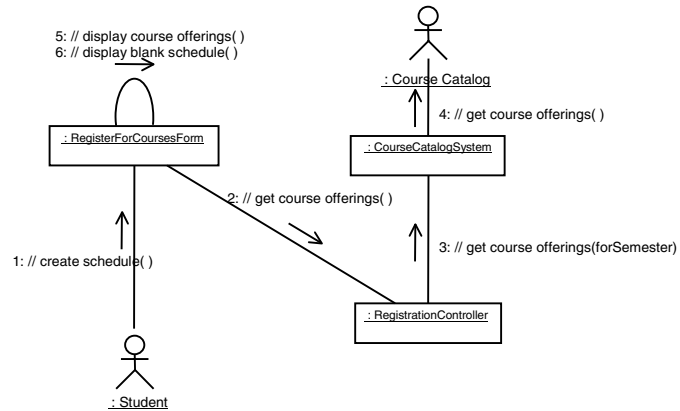 5: // display course offerings( )
6: // display blank schedule( )
: Course Catalog
4: // get course offerings( )
: RegisterForCoursesForm
: CourseCatalogSystem
2: // get course offerings( )
3: // get course offerings(forSemester)
1: // create schedule( )
: RegistrationController
: Student